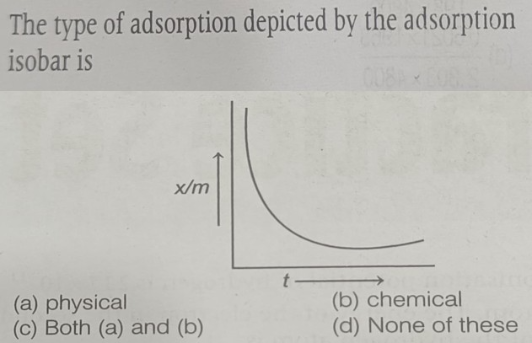 The type of adsorption depicted by the adsorption
isobar is
x/m
t
(a) physical
(b) chemical
(c) Both (a) and (b)
(d) None of these